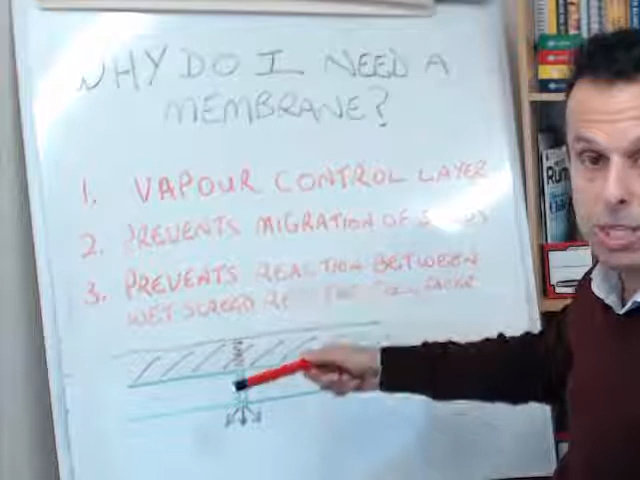 WHY DO I NEED A
MEMBRANE?
1. VAPOUR CONTROL LAYER
2. PREVENTS MIGRATION OF
3. PREVENTS REACTION BETWEEN
WET SCREED